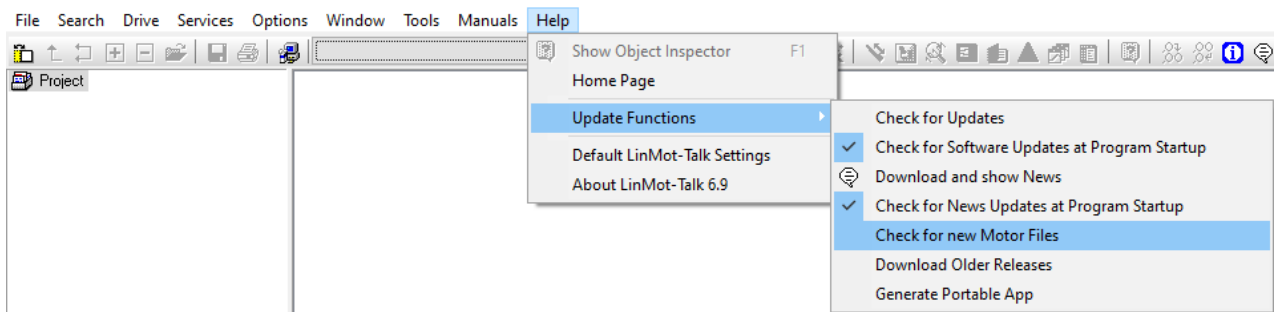 File Search Drive Services Options Window Tools Manuals Help
Show Object Inspector F1
Project
Home Page
Update Functions
Check for Updates
Check for Software Updates at Program Startup
Default LinMot-Talk Settings
Download and show News
About LinMot-Talk 6.9
Check for News Updates at Program Startup
Check for new Motor Files
Download Older Releases
Generate Portable App